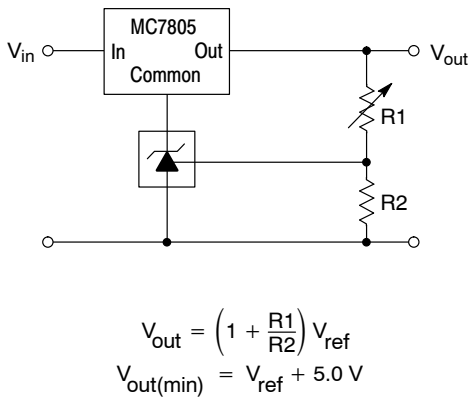 MC7805
V_in In Out V_out
Common
R1
R2
V_out = (1 + R1/R2) V_ref
V_out(min) = V_ref + 5.0 V